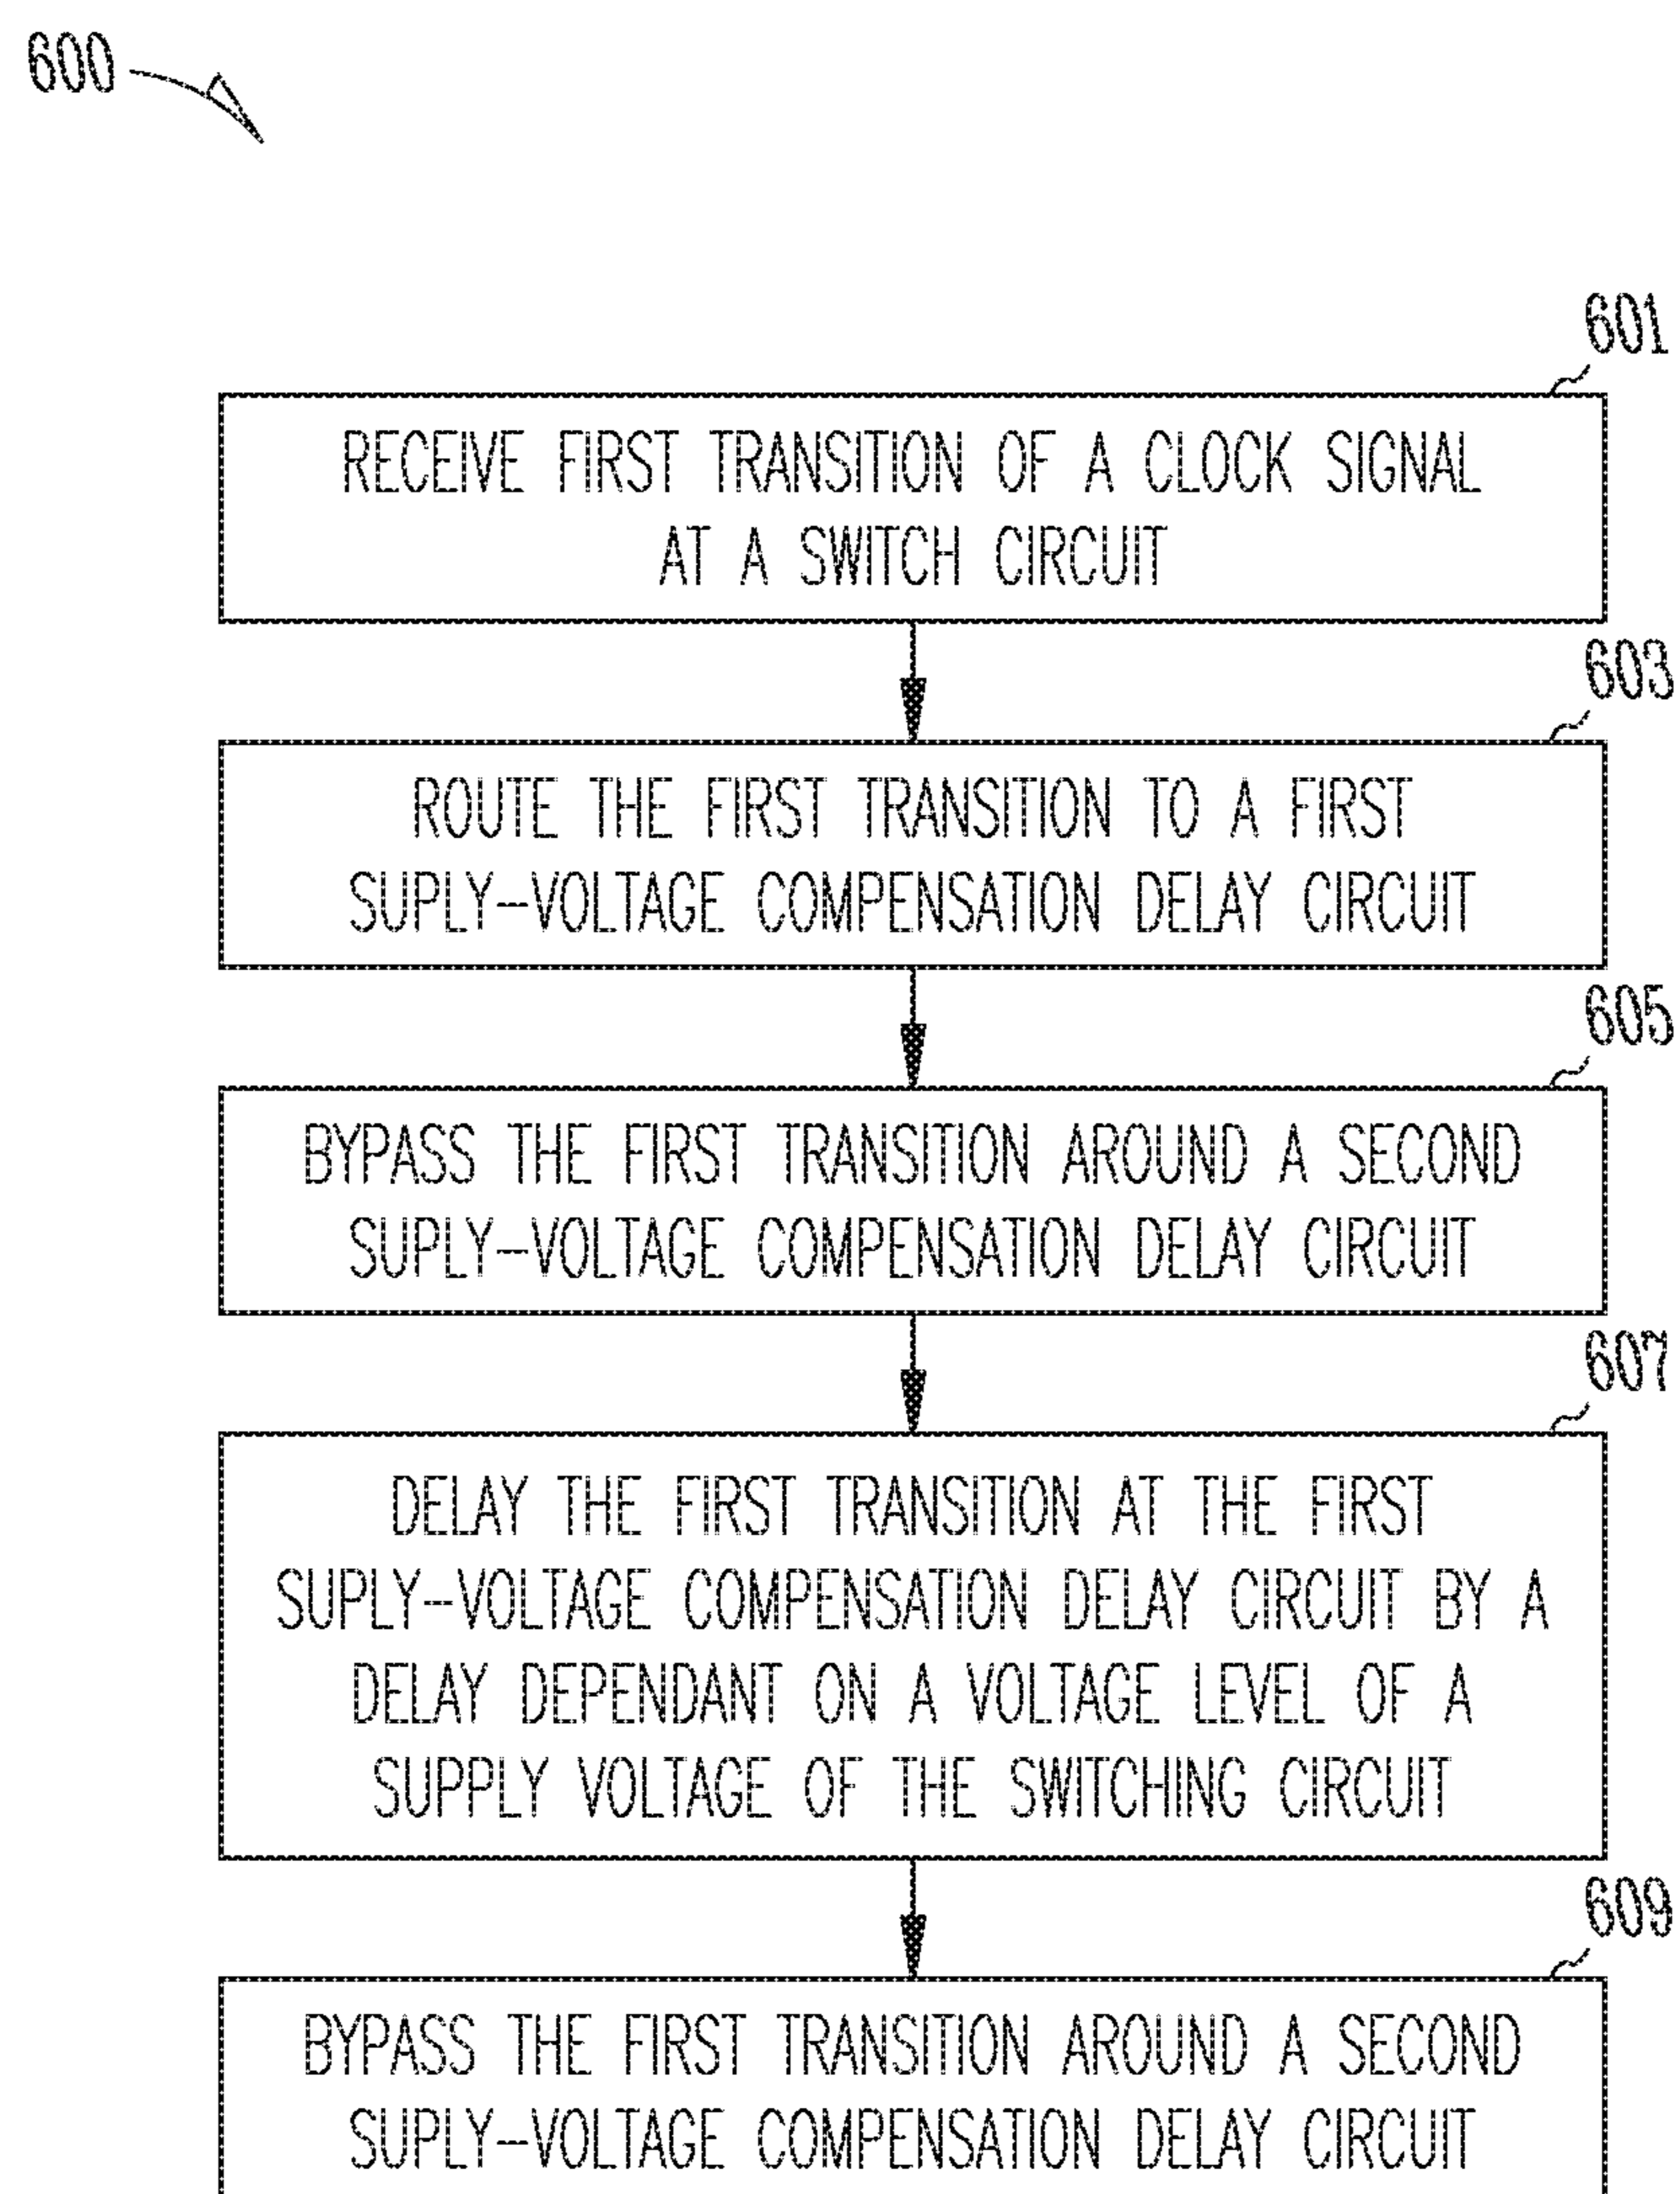 600
601
RECEIVE FIRST TRANSITION OF A CLOCK SIGNAL
AT A SWITCH CIRCUIT
603
ROUTE THE FIRST TRANSITION TO A FIRST
SUPLY-VOLTAGE COMPENSATION DELAY CIRCUIT
605
BYPASS THE FIRST TRANSITION AROUND A SECOND
SUPLY-VOLTAGE COMPENSATION DELAY CIRCUIT
607
DELAY THE FIRST TRANSITION AT THE FIRST
SUPLY-VOLTAGE COMPENSATION DELAY CIRCUIT BY A
DELAY DEPENDANT ON A VOLTAGE LEVEL OF A
SUPPLY VOLTAGE OF THE SWITCHING CIRCUIT
609
BYPASS THE FIRST TRANSITION AROUND A SECOND
SUPLY-VOLTAGE COMPENSATION DELAY CIRCUIT